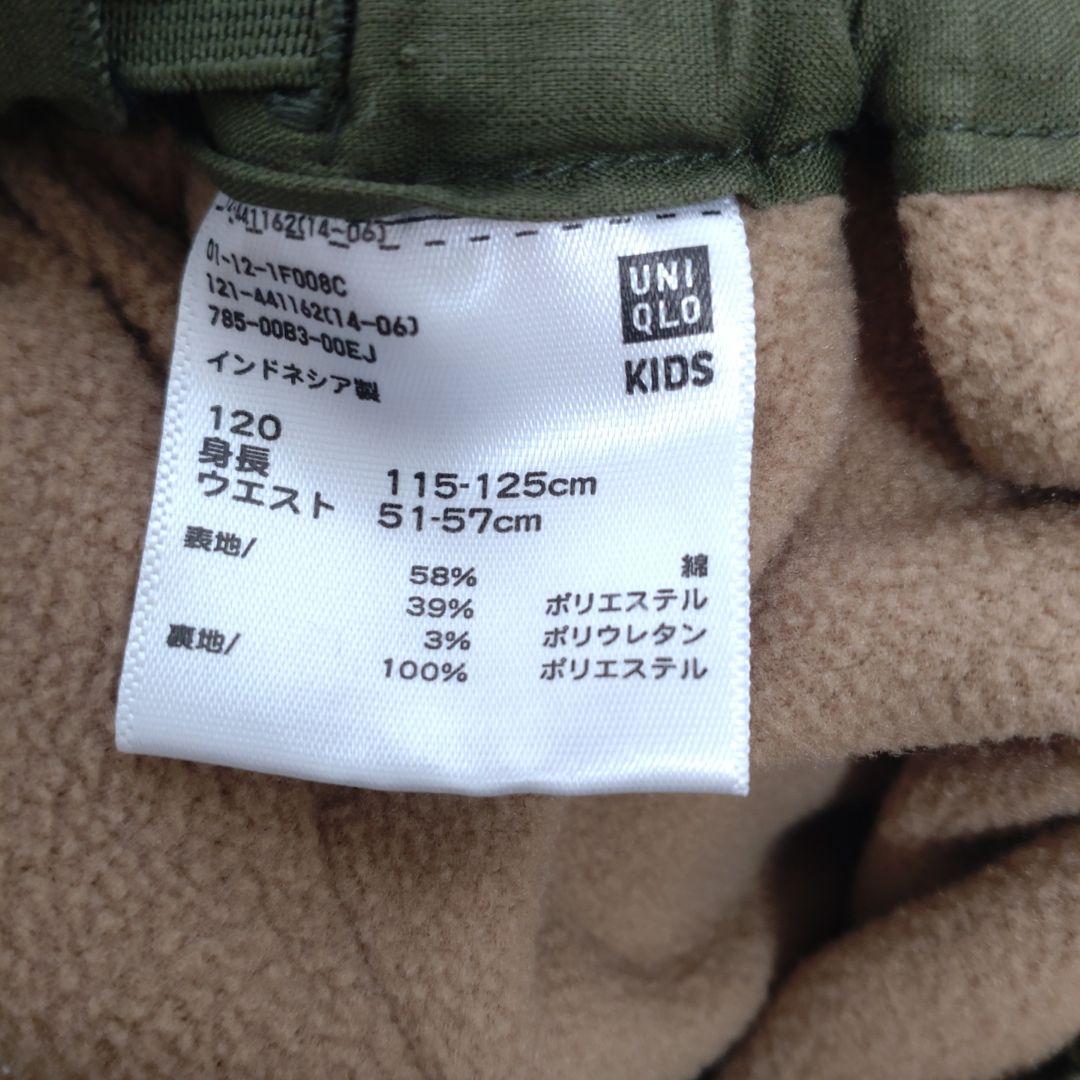 441162(14-06)
01-12-1F008C
121-441162(14-06)
785-00B3-00EJ
インドネシア製
UNI
QLO
KIDS
120
身長 115-125cm
ウエスト 51-57cm
表地/
58% 綿
39% ポリエステル
3% ポリウレタン
裏地/ 100% ポリエステル